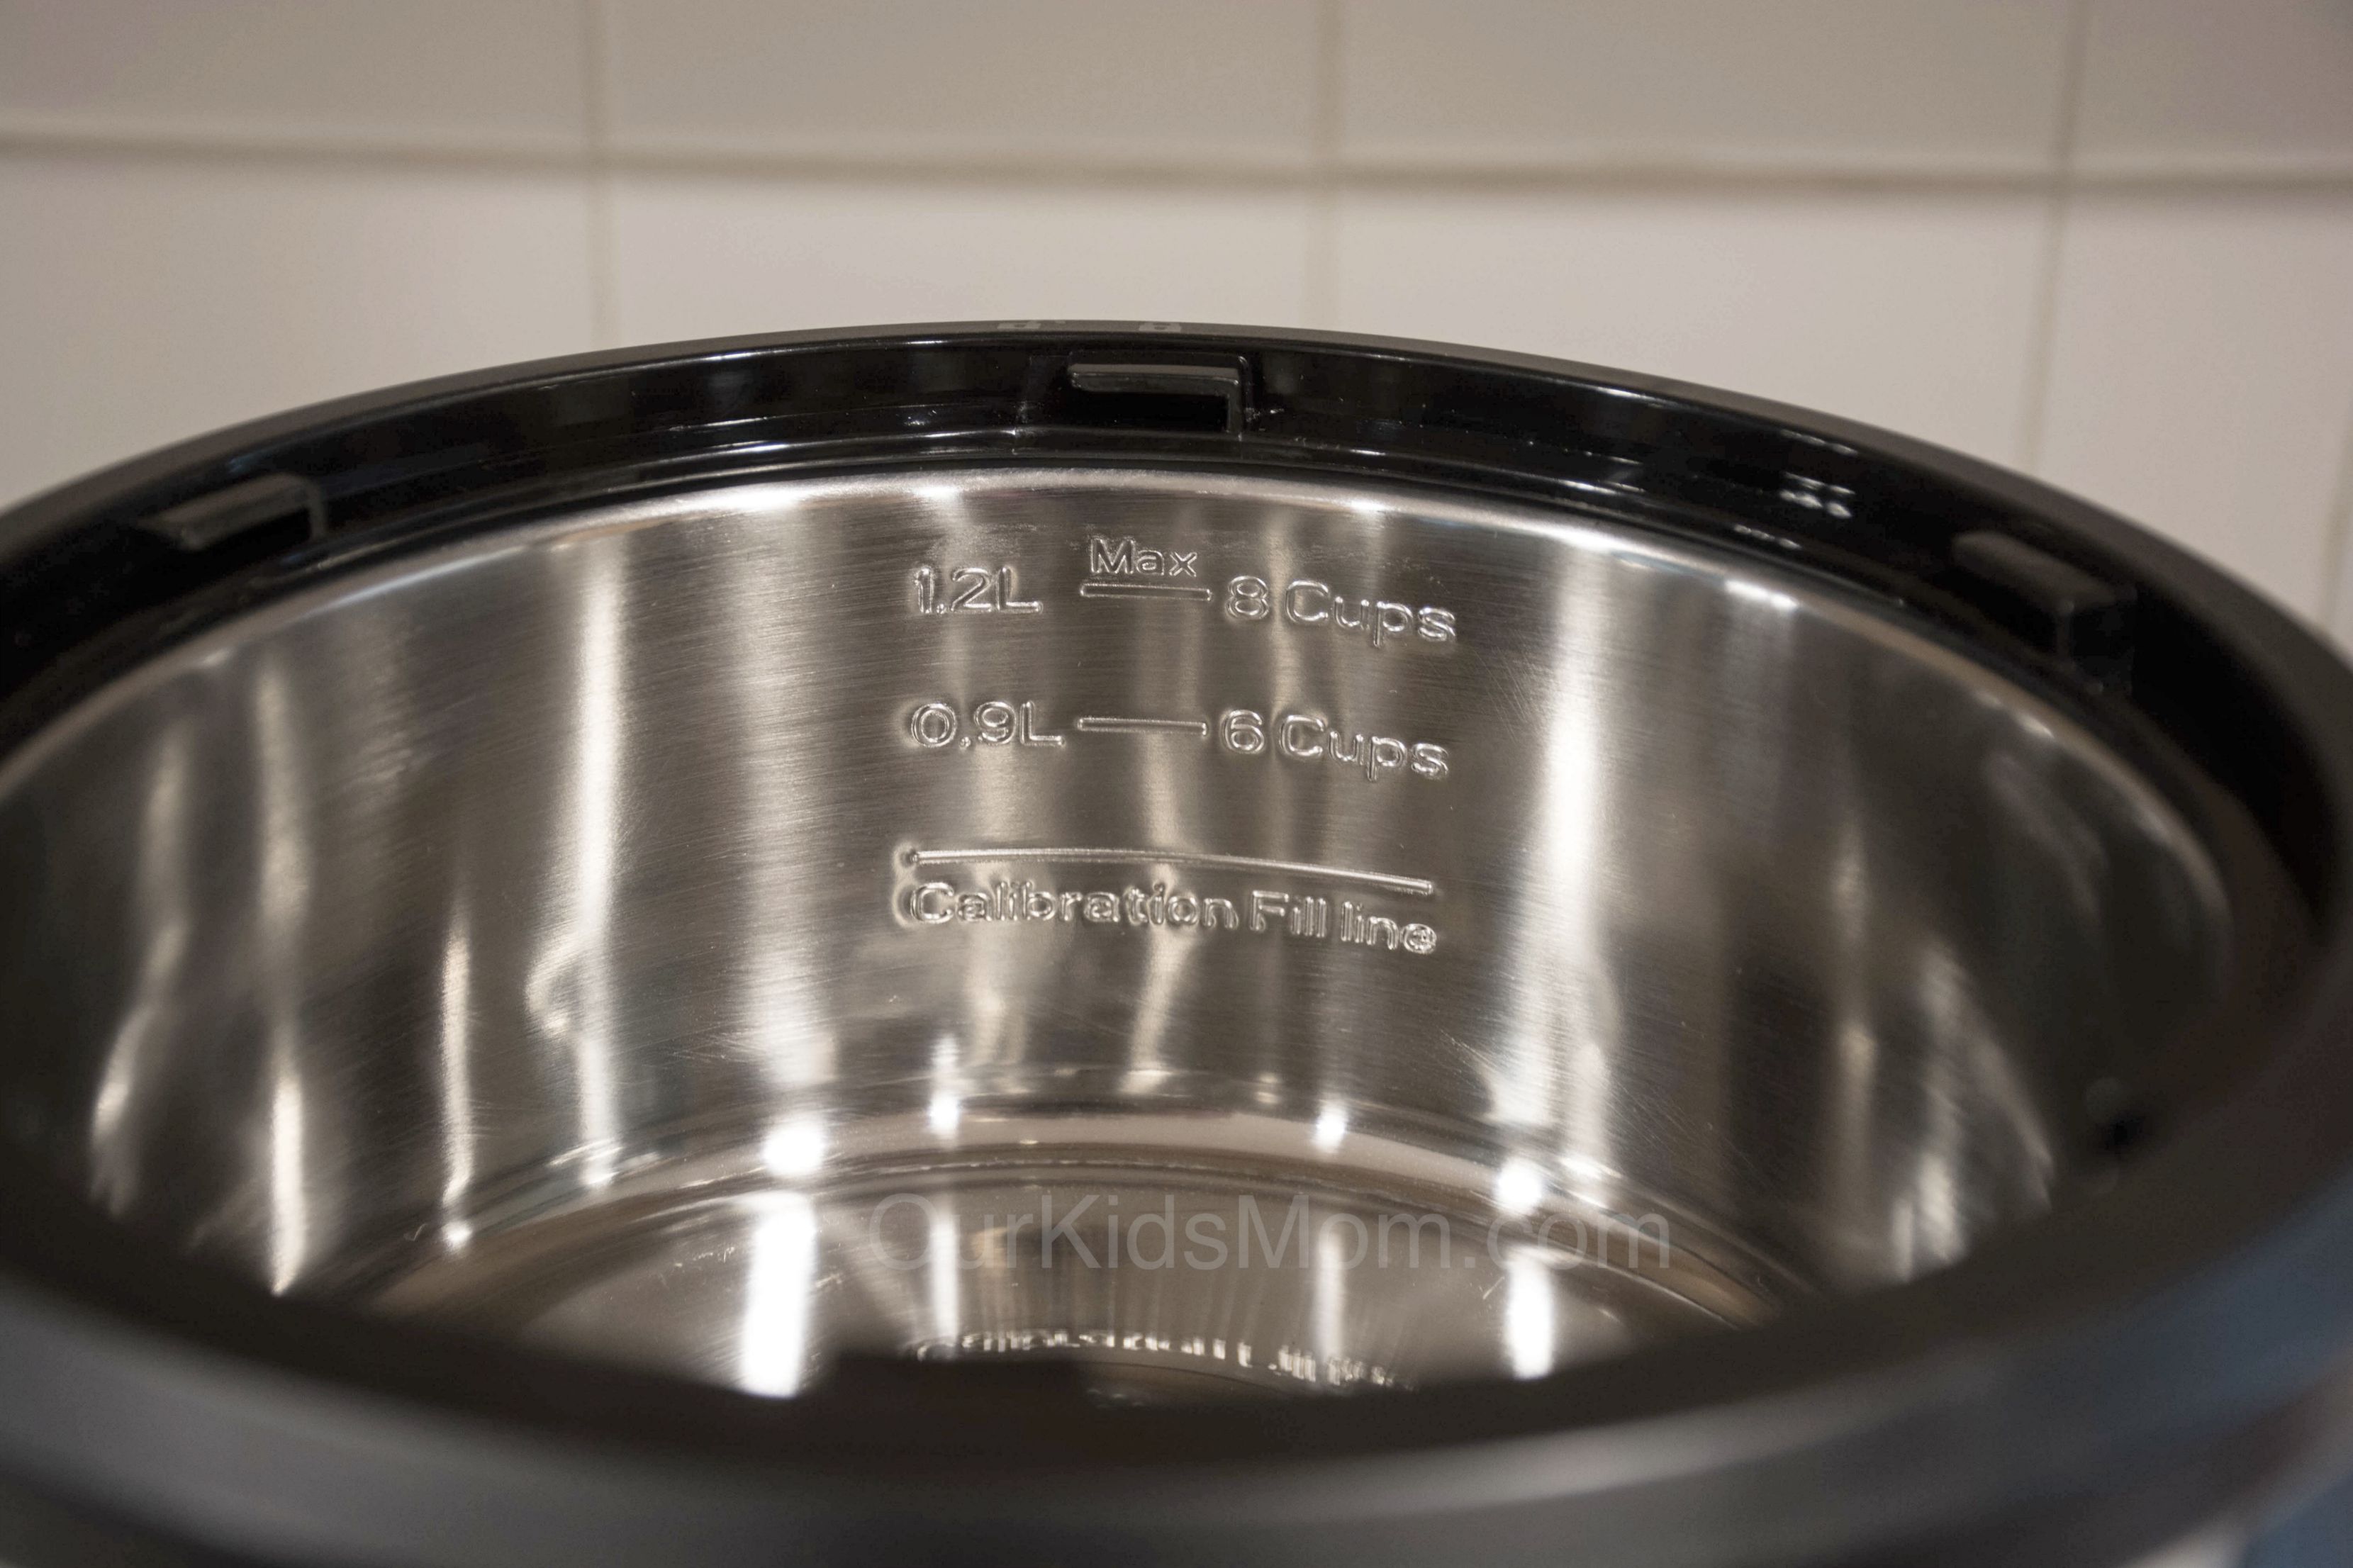 Max
1.2L 8 Cups
0.9L 6 Cups
Calibration Fill line
OurKidsMom.com